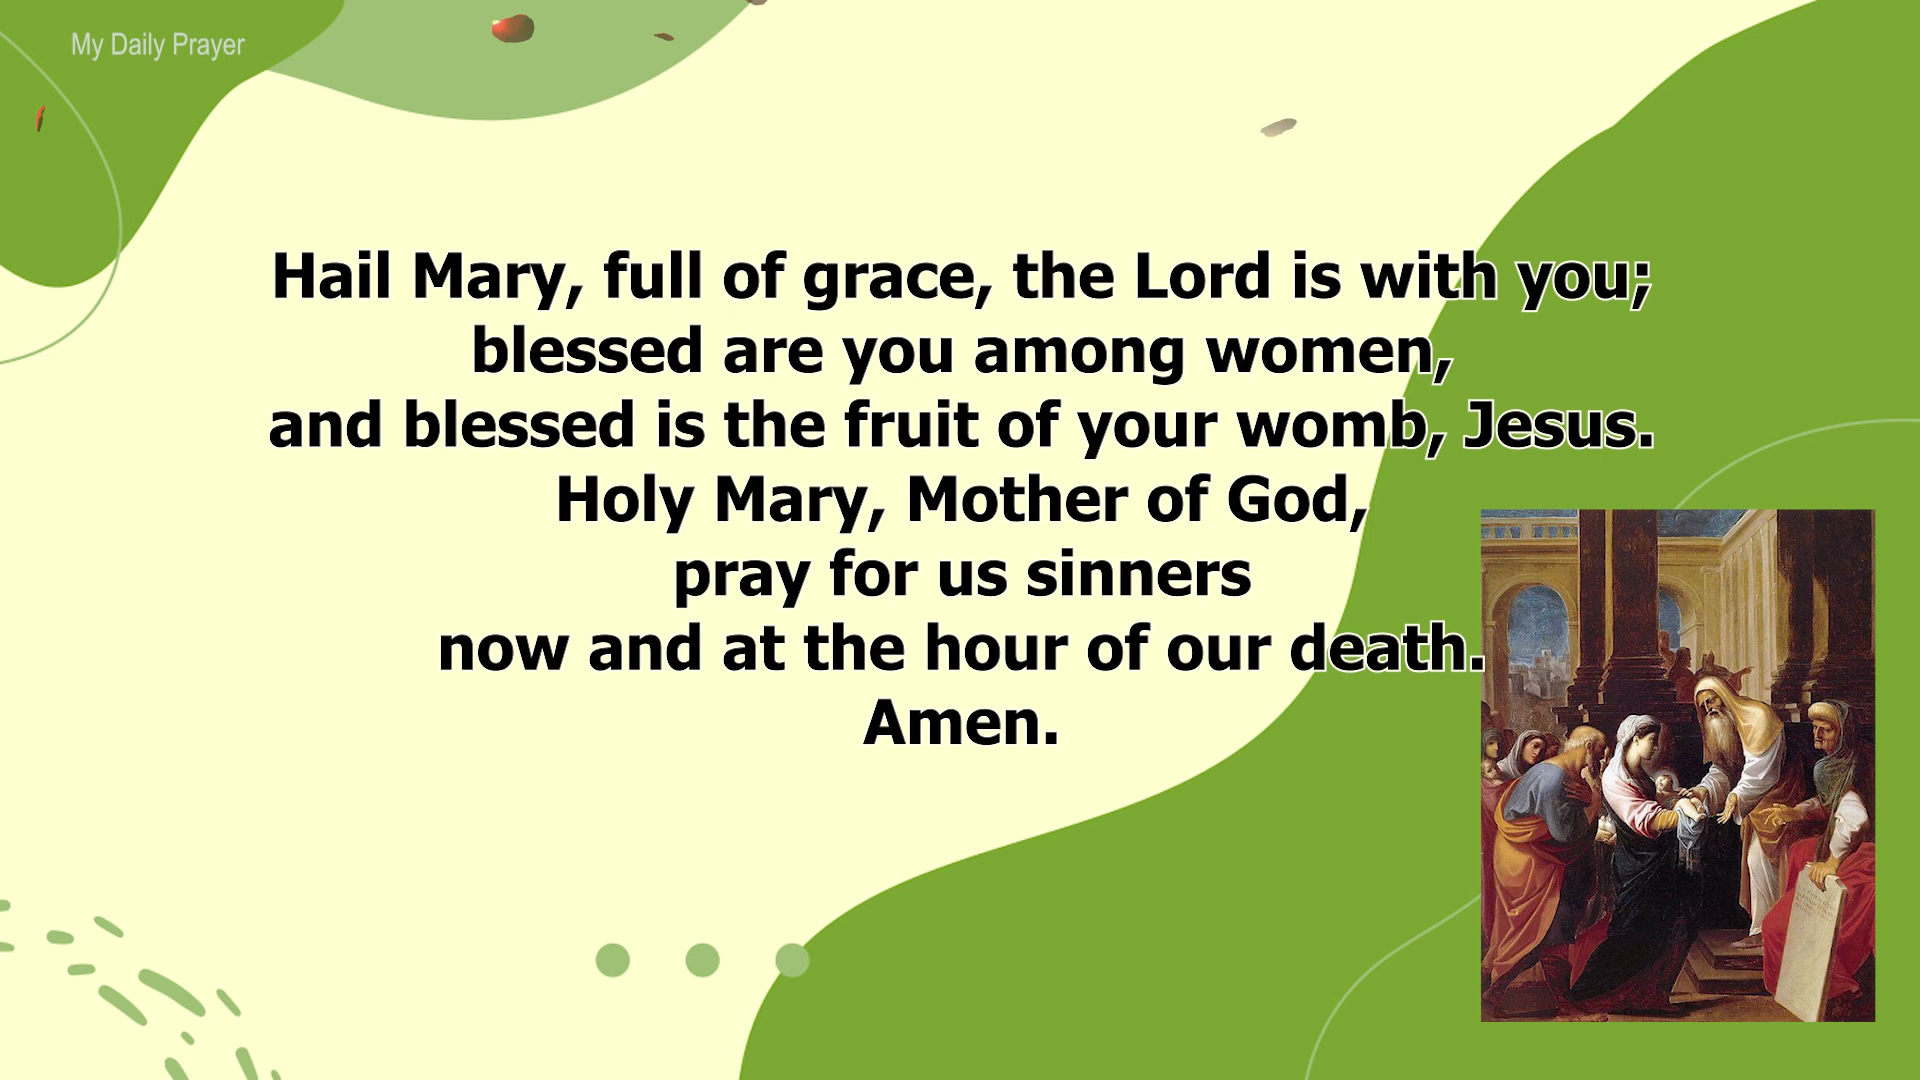 My Daily Prayer
Hail Mary, full of grace, the Lord is with you;
blessed are you among women,
and blessed is the fruit of your womb, Jesus.
Holy Mary, Mother of God,
pray for us sinners
now and at the hour of our death.
Amen.